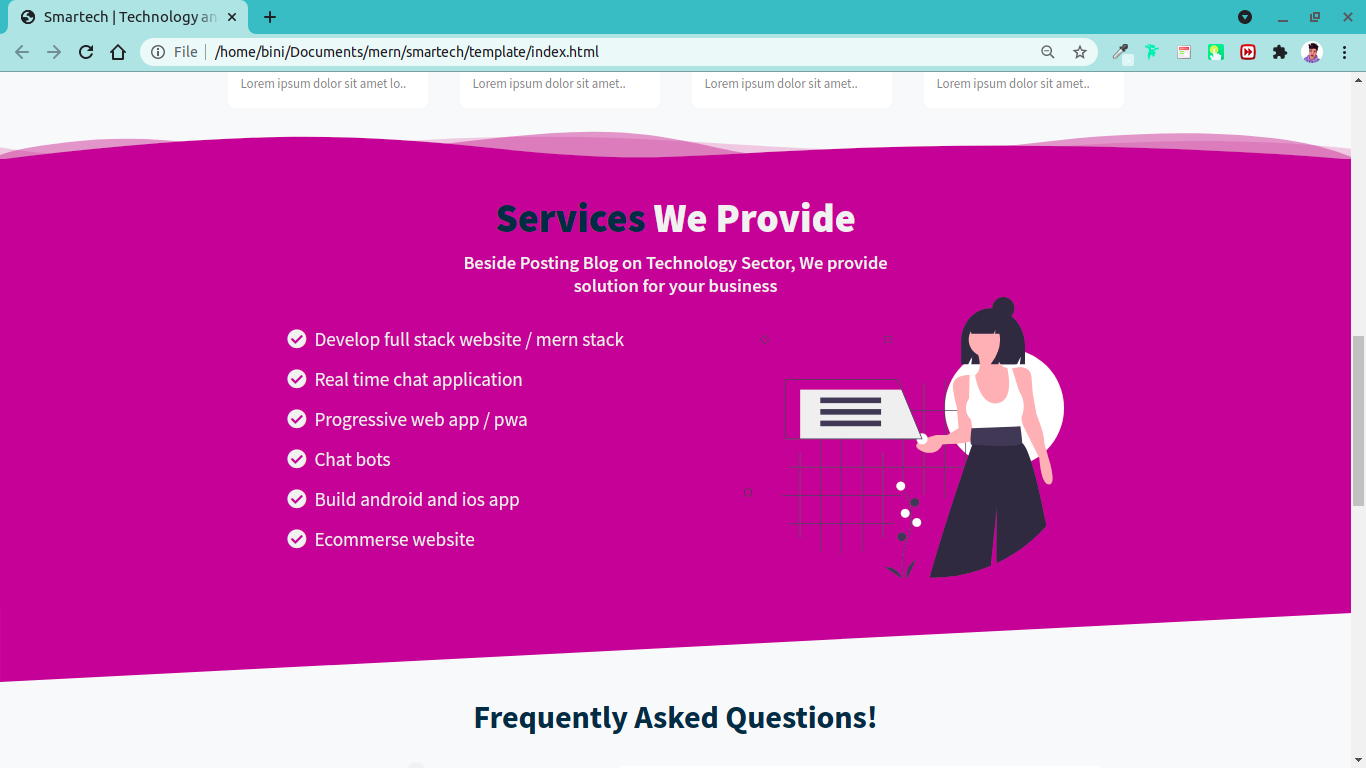 Smartech | Technology an
File
/home/bini/Documents/mern/smartech/template/index.html
Lorem ipsum dolor sit amet lo.. Lorem ipsum dolor sit amet.. Lorem ipsum dolor sit amet.. Lorem ipsum dolor sit amet..
Services We Provide
Beside Posting Blog on Technology Sector, We provide
solution for your business
Develop full stack website / mern stack
Real time chat application
Progressive web app / pwa
Chat bots
Build android and ios app
Ecommerse website
Frequently Asked Questions!